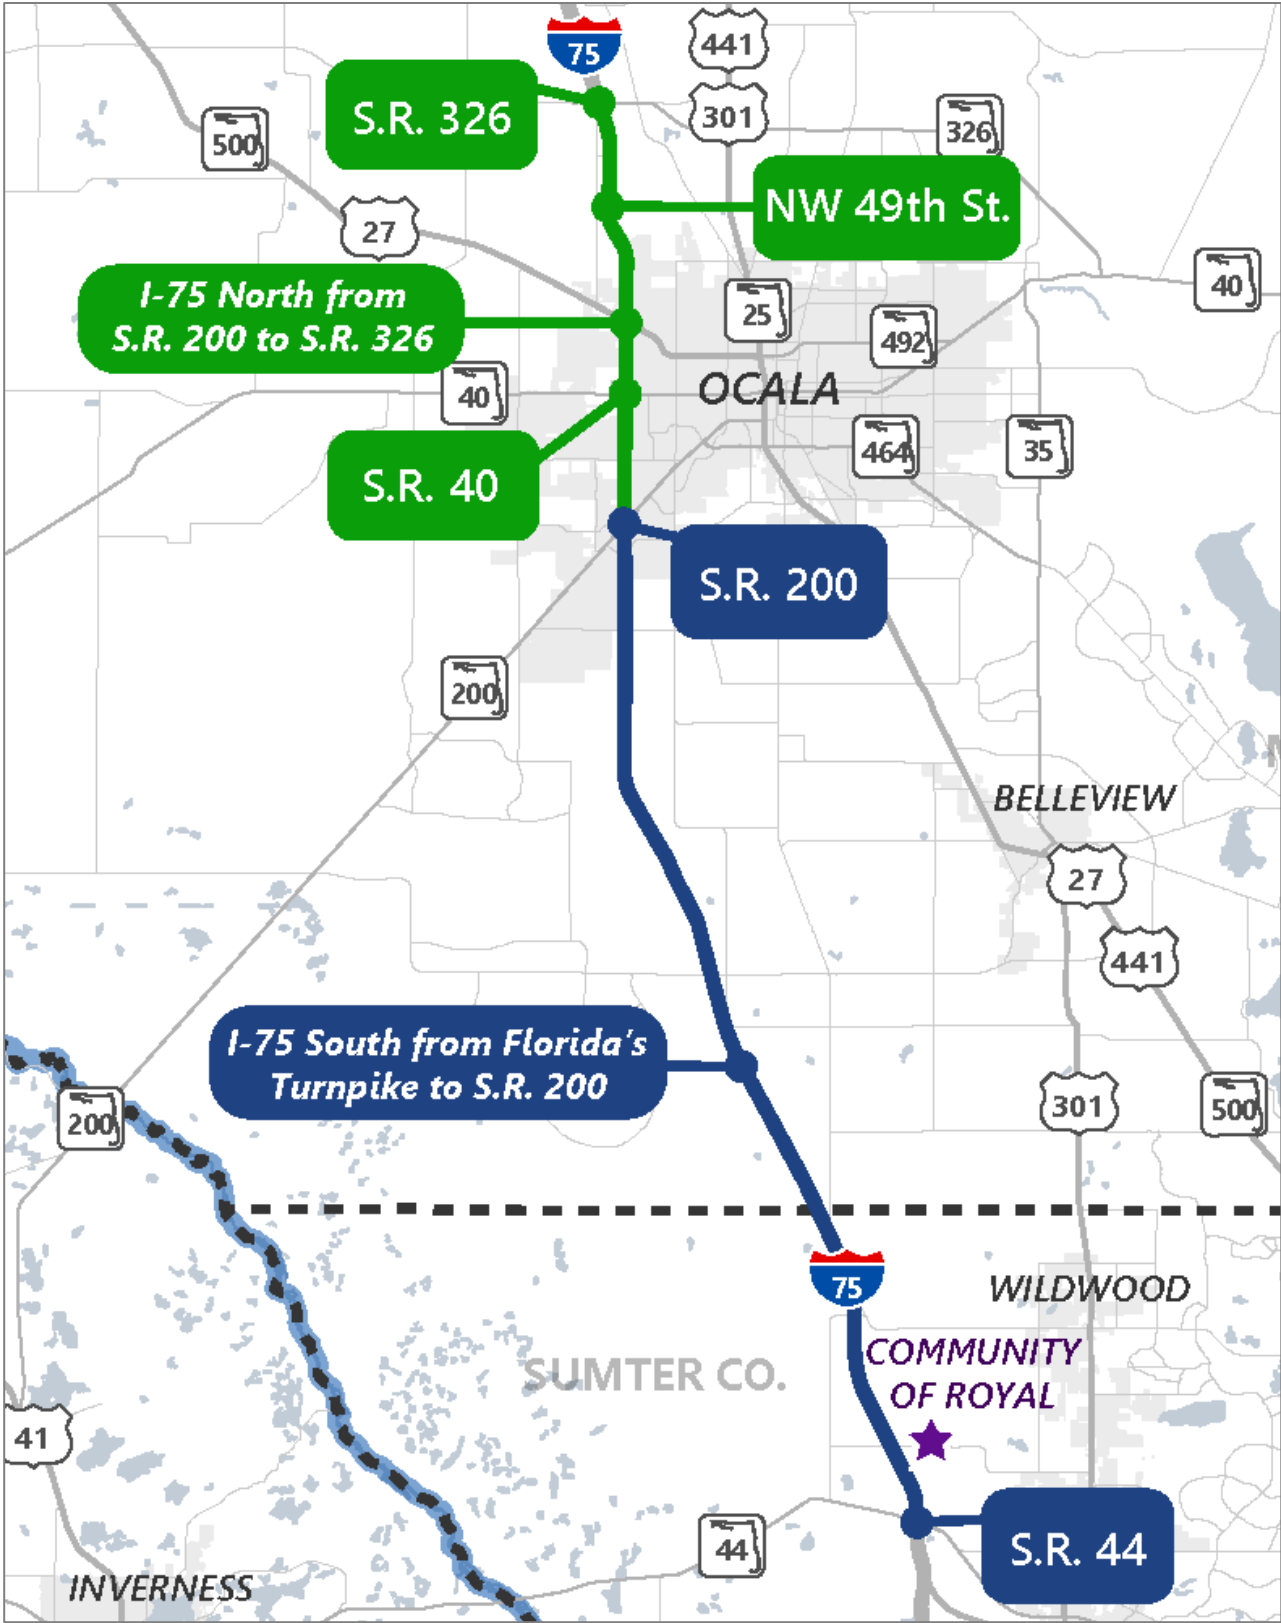 75
441
S.R. 326
301
326
500
NW 49th St.
27
40
I-75 North from
S.R. 200 to S.R. 326
25
492
40
OCALA
464
35
S.R. 40
S.R. 200
200
BELLEVIEW
27
441
I-75 South from Florida's
Turnpike to S.R. 200
301
500
200
75
WILDWOOD
COMMUNITY
OF ROYAL
SUMTER CO.
41
44
S.R. 44
INVERNESS